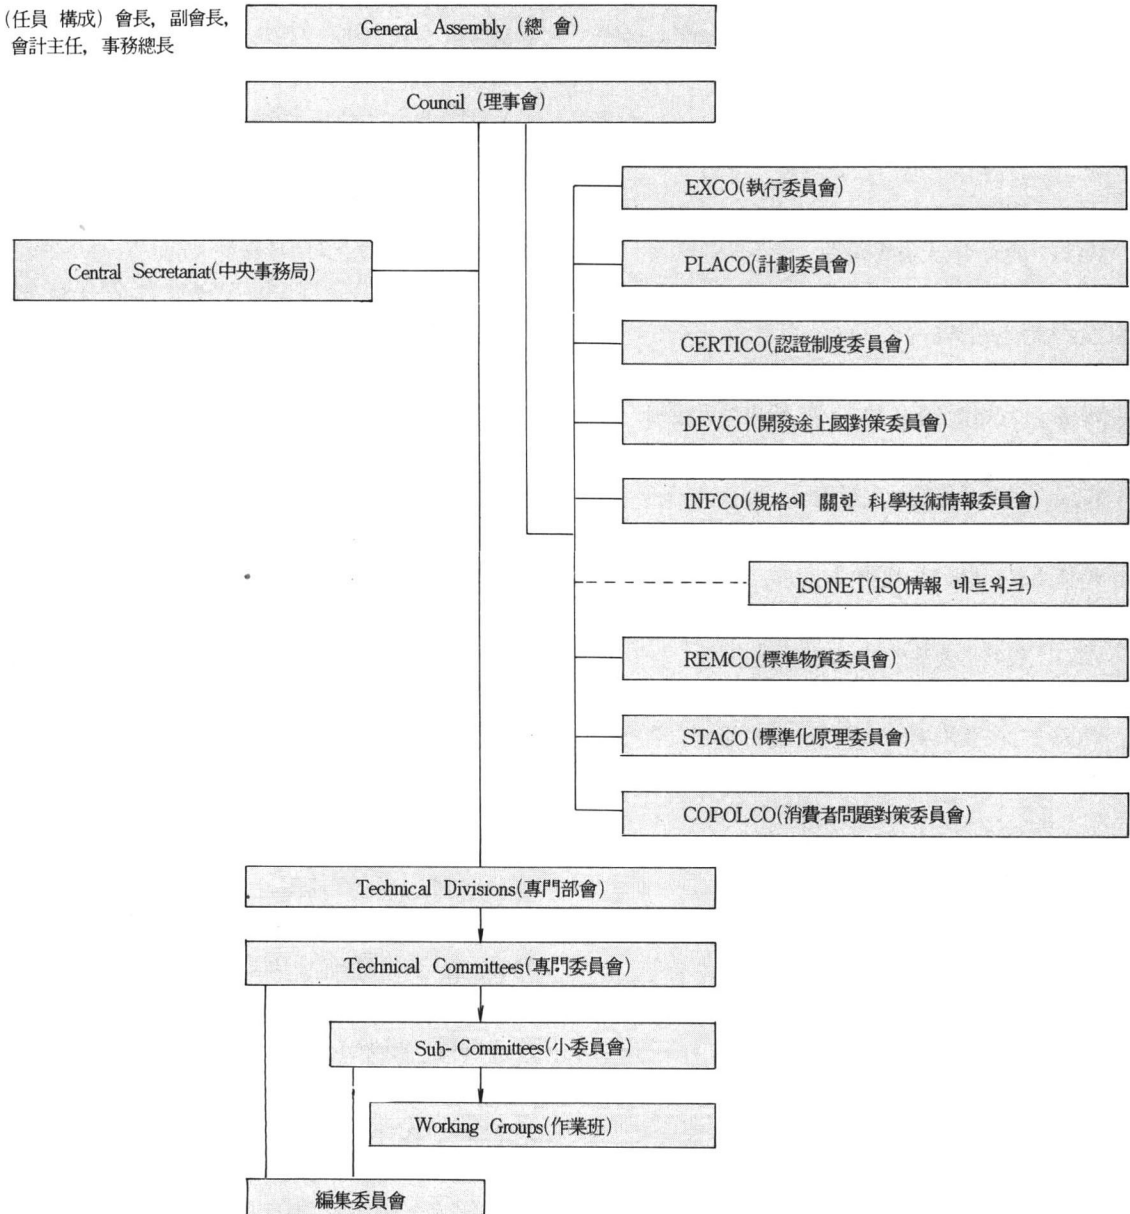 (任員 構成) 會長, 副會長,
會計主任, 事務總長
General Assembly (總 會)
Council (理事會)
EXCO(執行委員會)
Central Secretariat(中央事務局)
PLACO(計劃委員會)
CERTICO(認證制度委員會)
DEVCO(開發途上國對策委員會)
INFCO(規格에 關한 科學技術情報委員會)
ISONET(ISO情報 네트워크)
REMCO(標準物質委員會)
STACO(標準化原理委員會)
COPOLCO(消費者問題對策委員會)
Technical Divisions(專門部會)
Technical Committees(專門委員會)
Sub-Committees(小委員會)
Working Groups(作業班)
編集委員會